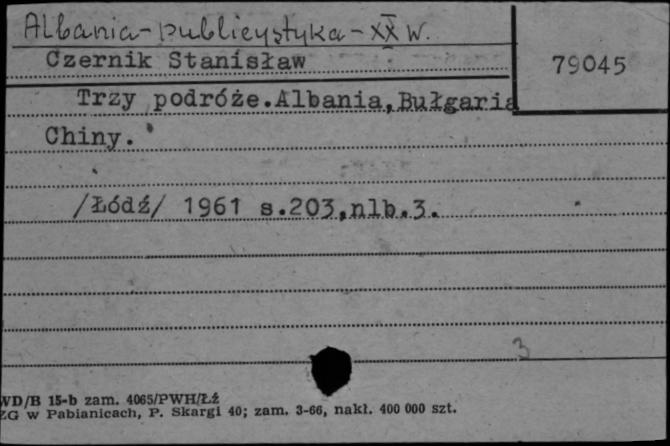 Albania - publicystyka - XX w.
Czernik Stanisław
79045
Trzy podróże.Albania,Bułgaria
Chiny.
/Łódź/ 1961 s.203,nlb.3.
3
WD/B 15-b zam. 4065/PWH/Łź
ZG w Pabianicach, P. Skargi 40; zam. 3-66, nakł. 400 000 szt.